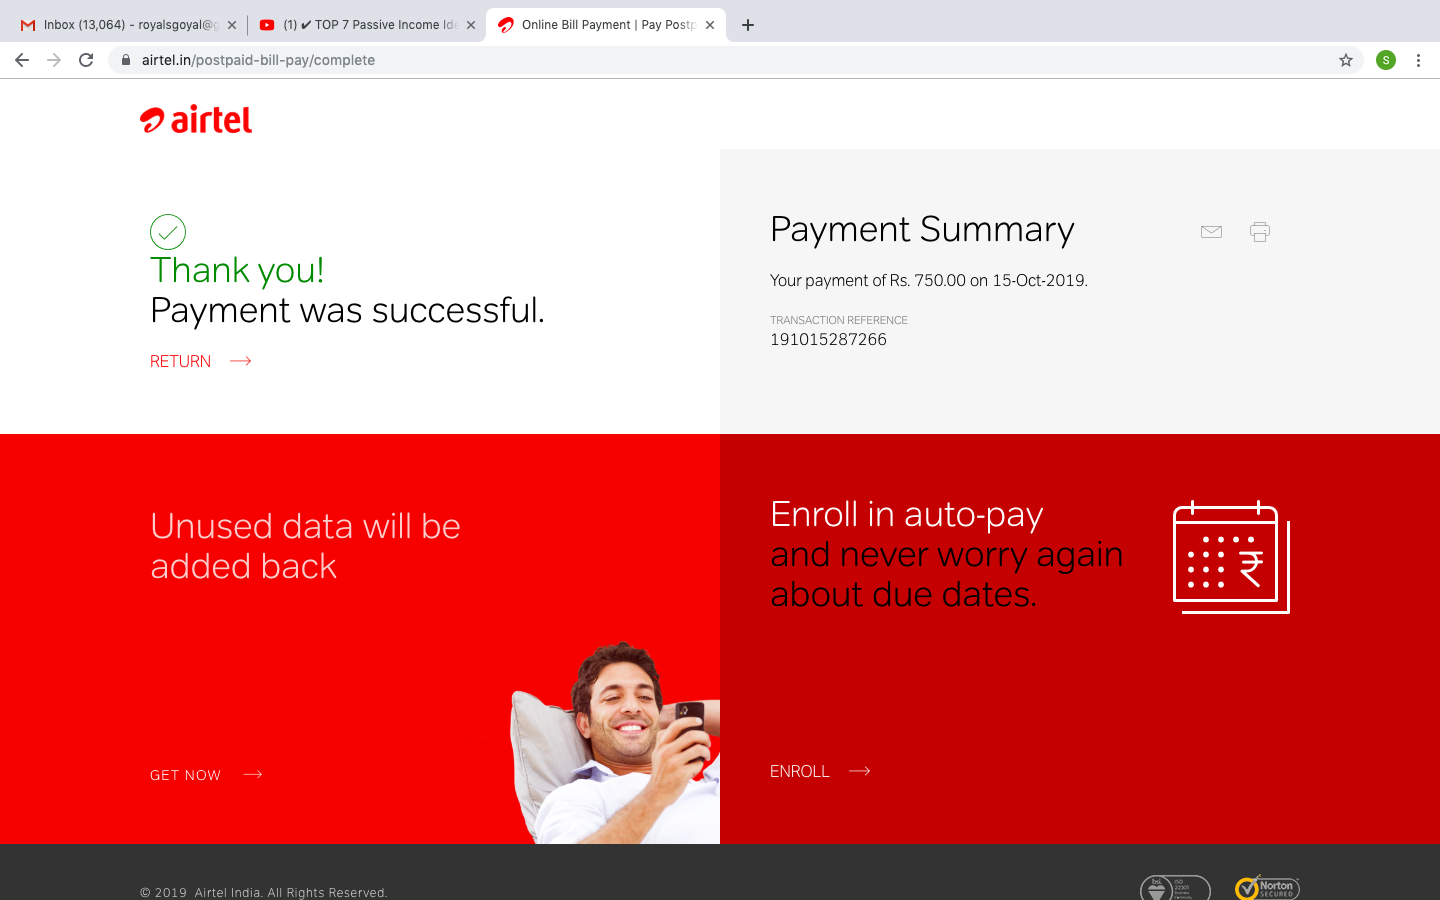 Inbox (13,064) - royalsgoyal@g
(1) ✔ TOP 7 Passive Income Ide
Online Bill Payment | Pay Postp
airtel.in/postpaid-bill-pay/complete
S
airtel
Thank you!
Payment was successful.
RETURN
Payment Summary
Your payment of Rs. 750.00 on 15-Oct-2019.
TRANSACTION REFERENCE
191015287266
Unused data will be
added back
GET NOW
Enroll in auto-pay
and never worry again
about due dates.
₹
ENROLL
© 2019 Airtel India. All Rights Reserved.
bsi.
ISO
22301
Norton
SECURED